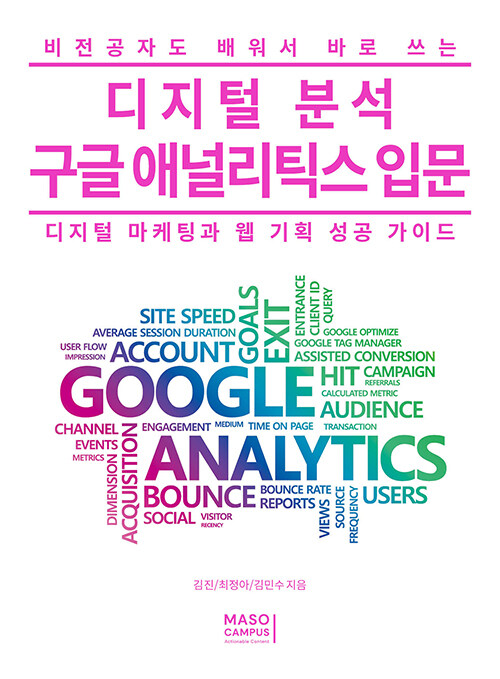 비전공자도 배워서 바로 쓰는
디지털 분석
구글 애널리틱스 입문
디지털 마케팅과 웹 기획 성공 가이드
SITE SPEED
GOALS
EXIT
ENTRANCE
CLIENT ID
QUERY
AVERAGE SESSION DURATION
GOOGLE OPTIMIZE
USER FLOW
IMPRESSION
ACCOUNT
GOOGLE TAG MANAGER
ASSISTED CONVERSION
GOOGLE
HIT
CAMPAIGN
REFERRALS
CALCULATED METRIC
AUDIENCE
CHANNEL
ENGAGEMENT
MEDIUM
TIME ON PAGE
TRANSACTION
EVENTS
METRICS
DIMENSION
ACQUISITION
ANALYTICS
BOUNCE
BOUNCE RATE
REPORTS
VIEWS
SOURCE
FREQUENCY
USERS
SOCIAL
VISITOR
RECENCY
김진/최정아/김민수 지음
MASO
CAMPUS
Actionable Content